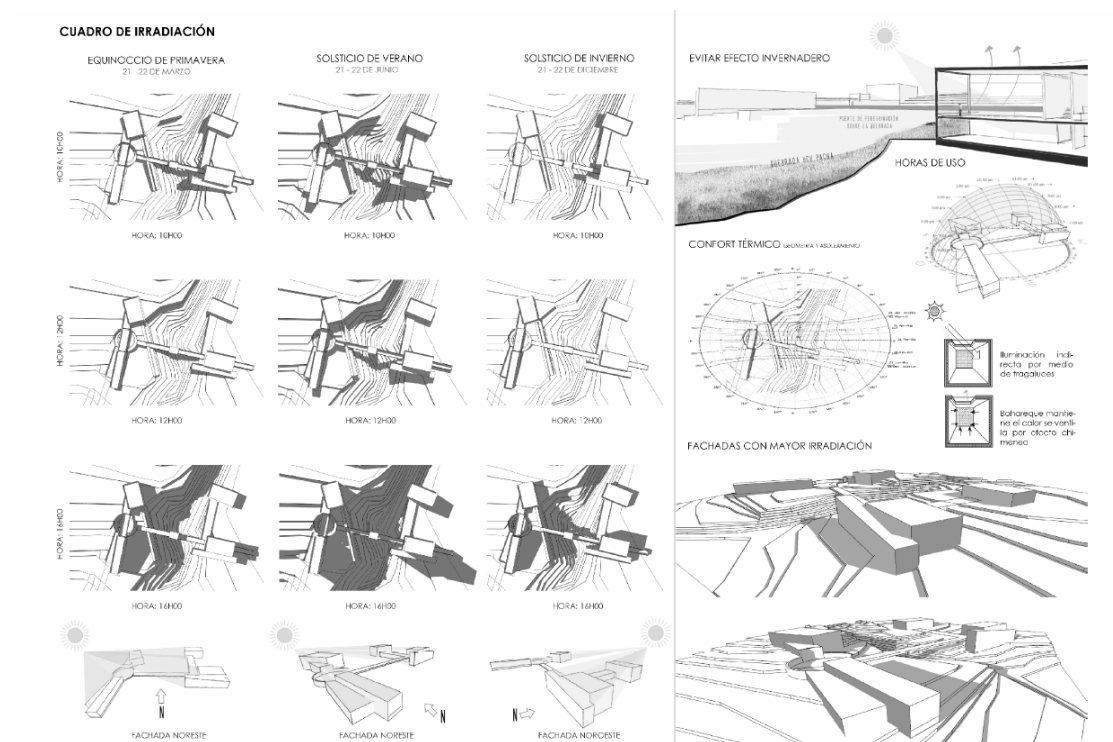 CUADRO DE IRRADIACIÓN
EQUINOCCIO DE PRIMAVERA
21 - 22 DE MARZO
SOLSTICIO DE VERANO
21 - 22 DE JUNIO
SOLSTICIO DE INVIERNO
21 - 22 DE DICIEMBRE
HORA: 10H00
HORA: 10H00
HORA: 10H00
HORA: 10H00
HORA: 12H00
HORA: 12H00
HORA: 12H00
HORA: 12H00
HORA: 16H00
HORA: 16H00
HORA: 16H00
HORA: 16H00
N
N
N
FACHADA NORESTE
FACHADA NORESTE
FACHADA NOROESTE
EVITAR EFECTO INVERNADERO
PUENTE DE PEREGRINACIÓN
SOBRE LA QUEBRADA
QUEBRADA
HORAS DE USO
CONFORT TÉRMICO GEOMETRÍA Y ASOLEAMIENTO
Iluminación indi-
recta por medio
de tragaluces
Bahareque mantie-
ne el calor se venti-
la por efecto chi-
menea
FACHADAS CON MAYOR IRRADIACIÓN